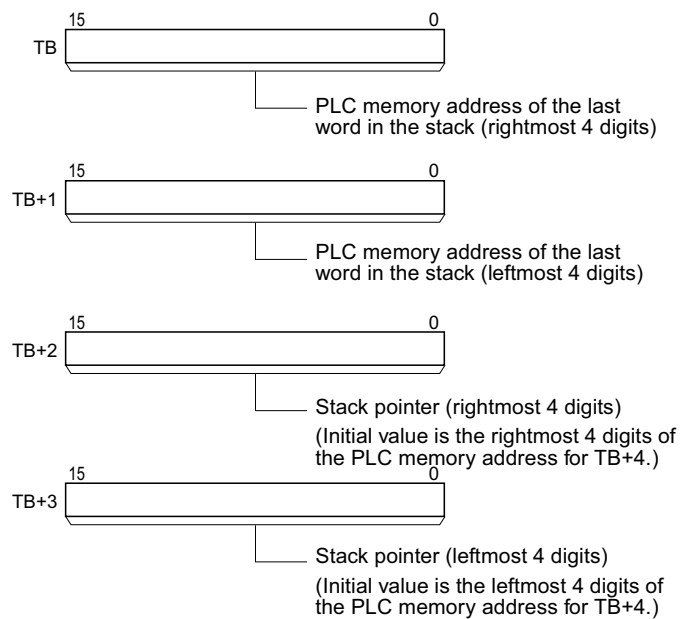 15 0
TB
PLC memory address of the last
word in the stack (rightmost 4 digits)
15 0
TB+1
PLC memory address of the last
word in the stack (leftmost 4 digits)
15 0
TB+2
Stack pointer (rightmost 4 digits)
(Initial value is the rightmost 4 digits of
the PLC memory address for TB+4.)
15 0
TB+3
Stack pointer (leftmost 4 digits)
(Initial value is the leftmost 4 digits of
the PLC memory address for TB+4.)